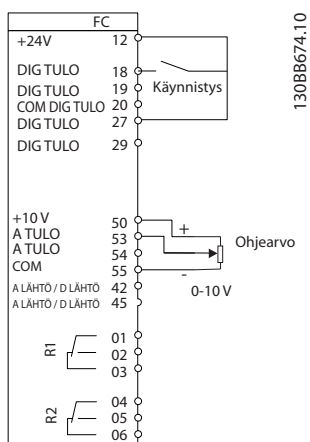 FC
+24V 12
DIG TULO 18
DIG TULO 19
COM DIG TULO 20
DIG TULO 27
DIG TULO 29
Käynnistys
+10 V 50
A TULO 53
A TULO 54
COM 55
A LÄHTÖ / D LÄHTÖ 42
A LÄHTÖ / D LÄHTÖ 45
+
-
Ohjearvo
0-10 V
R1
01
02
03
R2
04
05
06
130BB674.10